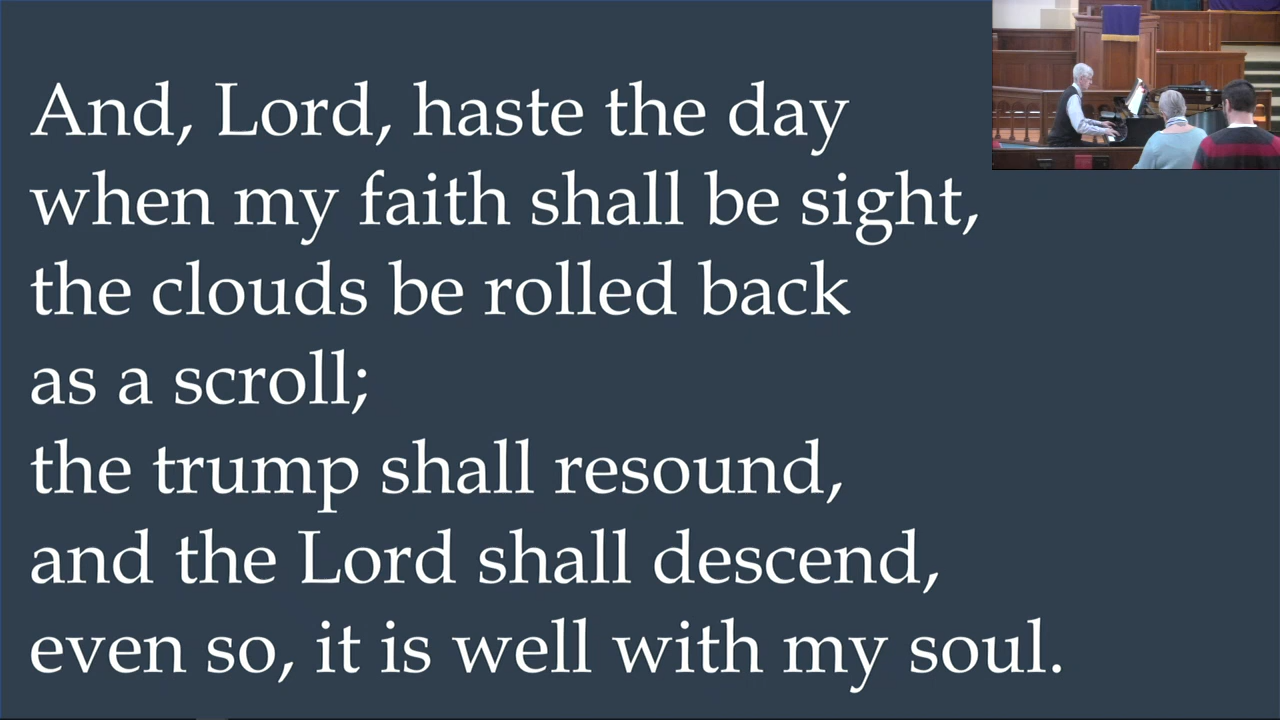 And, Lord, haste the day
when my faith shall be sight,
the clouds be rolled back
as a scroll;
the trump shall resound,
and the Lord shall descend,
even so, it is well with my soul.